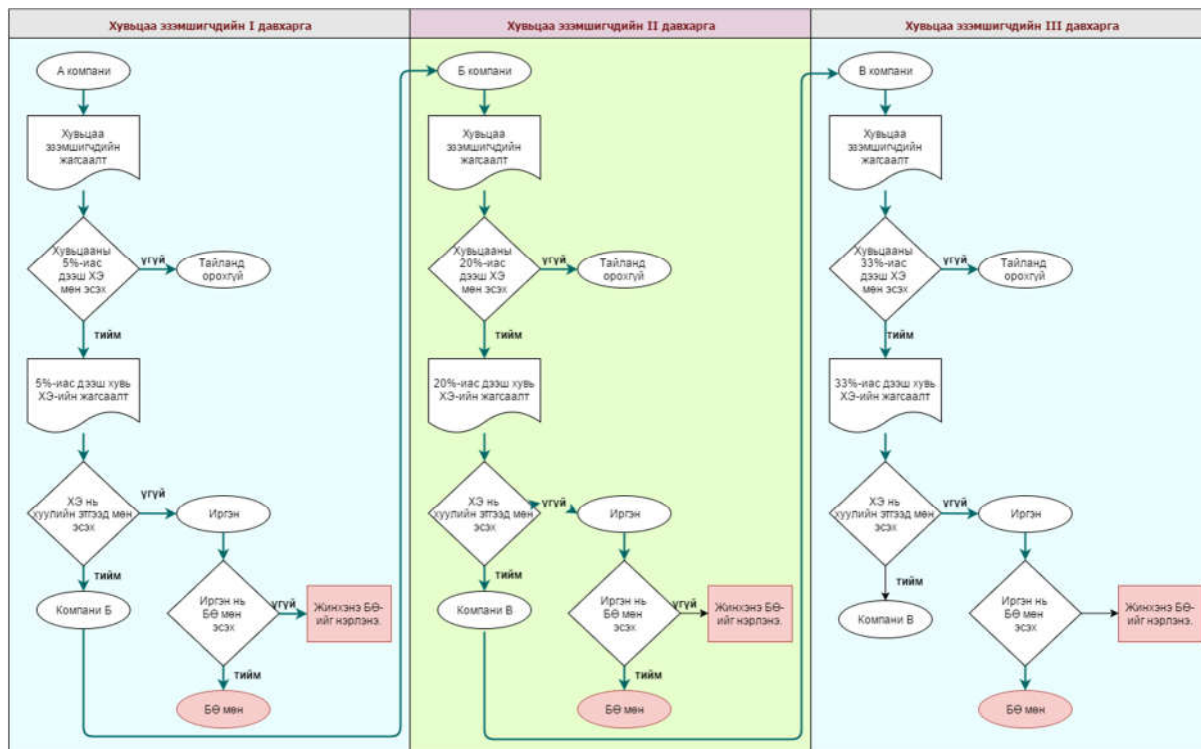 Хувьцаа эзэмшигчдийн I давхарга
А компани
Хувьцаа
эзэмшигчдийн
жагсаалт
Хувьцааны
5%-иас
дээш ХЭ
мөн эсэх
үгүй
Тайланд
орохгүй
тийм
5%-иас дээш хувь
ХЭ-ийн жагсаалт
ХЭ нь
хуулийн этгээд мөн
эсэх
үгүй
Иргэн
тийм
Компани Б
Иргэн нь
БӨ мөн
эсэх
үгүй
Жинхэнэ БӨ-
ийг нэрлэнэ.
тийм
БӨ мөн
Хувьцаа эзэмшигчдийн II давхарга
Б компани
Хувьцаа
эзэмшигчдийн
жагсаалт
Хувьцааны
20%-иас
дээш ХЭ
мөн эсэх
үгүй
Тайланд
орохгүй
тийм
20%-иас дээш хувь
ХЭ-ийн жагсаалт
ХЭ нь
хуулийн этгээд мөн
эсэх
үгүй
Иргэн
тийм
Компани В
Иргэн нь
БӨ мөн
эсэх
үгүй
Жинхэнэ БӨ-
ийг нэрлэнэ.
тийм
БӨ мөн
Хувьцаа эзэмшигчдийн III давхарга
В компани
Хувьцаа
эзэмшигчдийн
жагсаалт
Хувьцааны
33%-иас
дээш ХЭ
мөн эсэх
үгүй
Тайланд
орохгүй
тийм
33%-иас дээш хувь
ХЭ-ийн жагсаалт
ХЭ нь
хуулийн этгээд мөн
эсэх
үгүй
Иргэн
тийм
Компани В
Иргэн нь
БӨ мөн
эсэх
Жинхэнэ БӨ-
ийг нэрлэнэ.
БӨ мөн